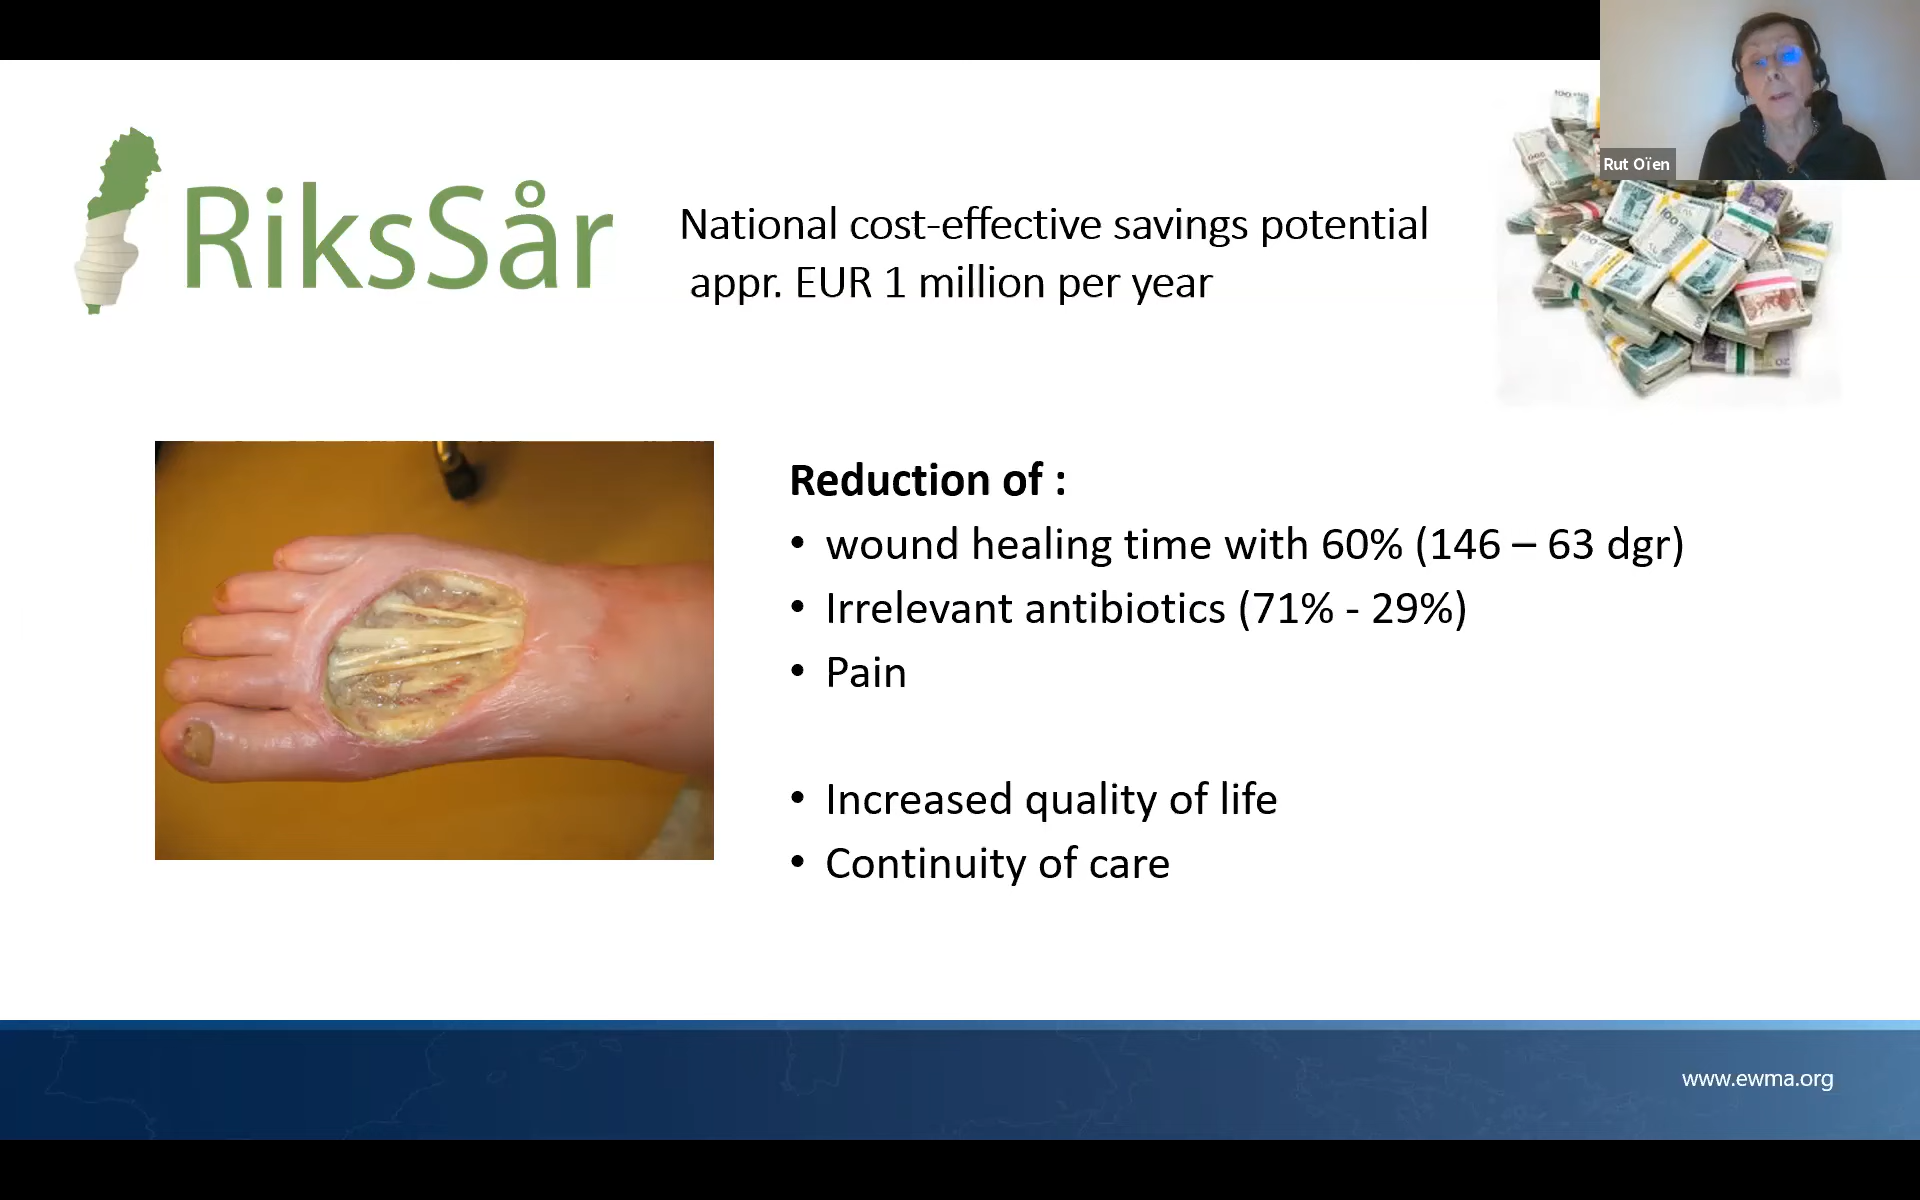 Rut Oïen
RiksSår
National cost-effective savings potential
appr. EUR 1 million per year
Reduction of :
• wound healing time with 60% (146 – 63 dgr)
• Irrelevant antibiotics (71% - 29%)
• Pain
• Increased quality of life
• Continuity of care
www.ewma.org